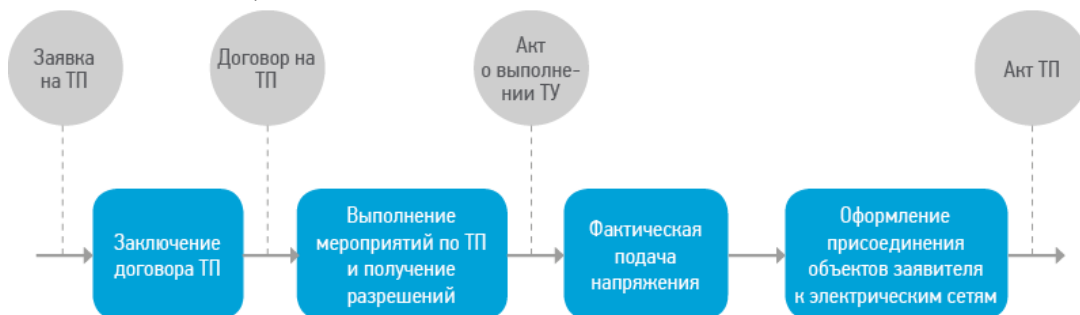 Заявка
на ТП
Договор на
ТП
Акт
о выполне-
нии ТУ
Акт ТП
Заключение
договора ТП
Выполнение
мероприятий по ТП
и получение
разрешений
Фактическая
подача
напряжения
Оформление
присоединения
объектов заявителя
к электрическим сетям